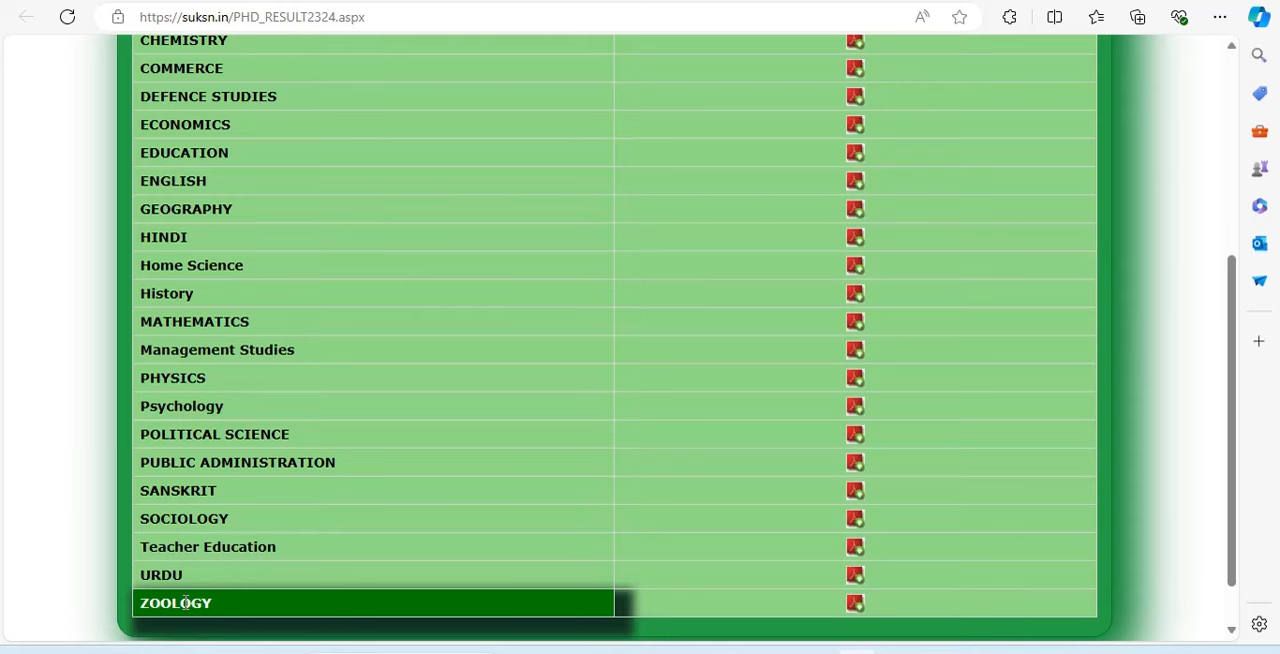 https://suksn.in/PHD_RESULT2324.aspx
CHEMISTRY
COMMERCE
DEFENCE STUDIES
ECONOMICS
EDUCATION
ENGLISH
GEOGRAPHY
HINDI
Home Science
History
MATHEMATICS
Management Studies
PHYSICS
Psychology
POLITICAL SCIENCE
PUBLIC ADMINISTRATION
SANSKRIT
SOCIOLOGY
Teacher Education
URDU
ZOOLOGY